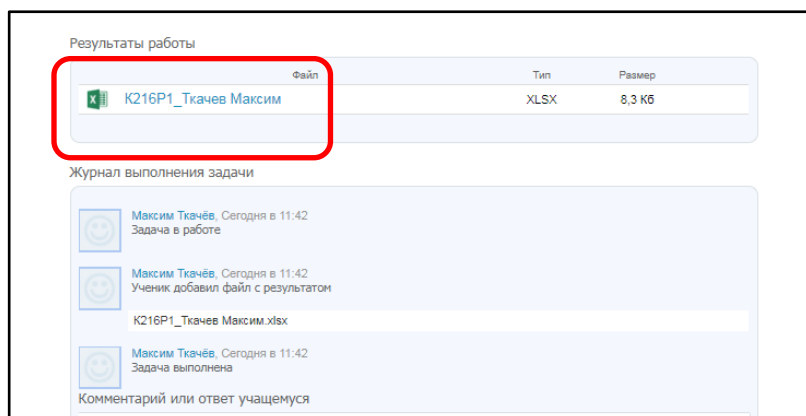 Результаты работы
Файл Тип Размер
К216Р1_Ткачев Максим XLSX 8,3 Кб
Журнал выполнения задачи
Максим Ткачёв, Сегодня в 11:42
Задача в работе
Максим Ткачёв, Сегодня в 11:42
Ученик добавил файл с результатом
К216Р1_Ткачев Максим.xlsx
Максим Ткачёв, Сегодня в 11:42
Задача выполнена
Комментарий или ответ учащемуся